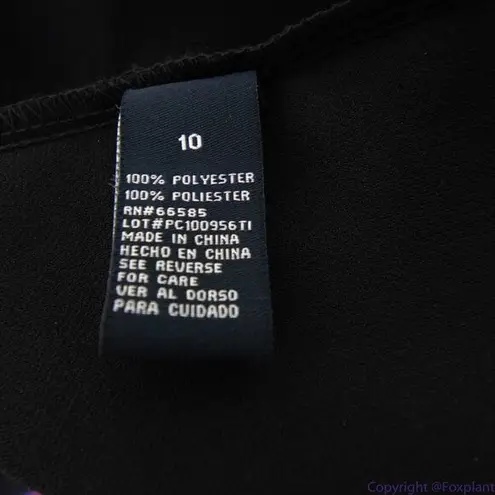 10
100% POLYESTER
100% POLIESTER
RN#66585
LOT#PC100956TI
MADE IN CHINA
HECHO EN CHINA
SEE REVERSE
FOR CARE
VER AL DORSO
PARA CUIDADO
Copyright @Foxplant